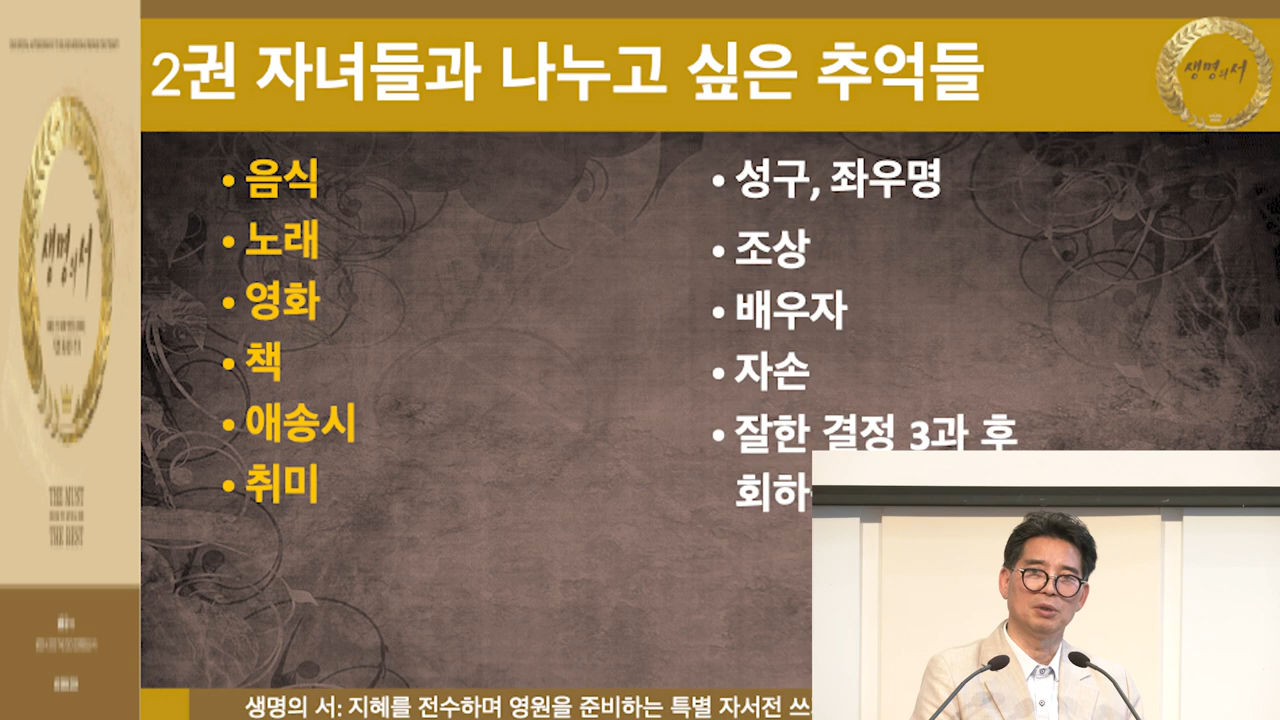 2권 자녀들과 나누고 싶은 추억들
생명의서
• 음식
• 노래
• 영화
• 책
• 애송시
• 취미
• 성구, 좌우명
• 조상
• 배우자
• 자손
• 잘한 결정 3과 후
회하
생명의서
THE MUST
THE BEST
생명의 서: 지혜를 전수하며 영원을 준비하는 특별 자서전 쓰